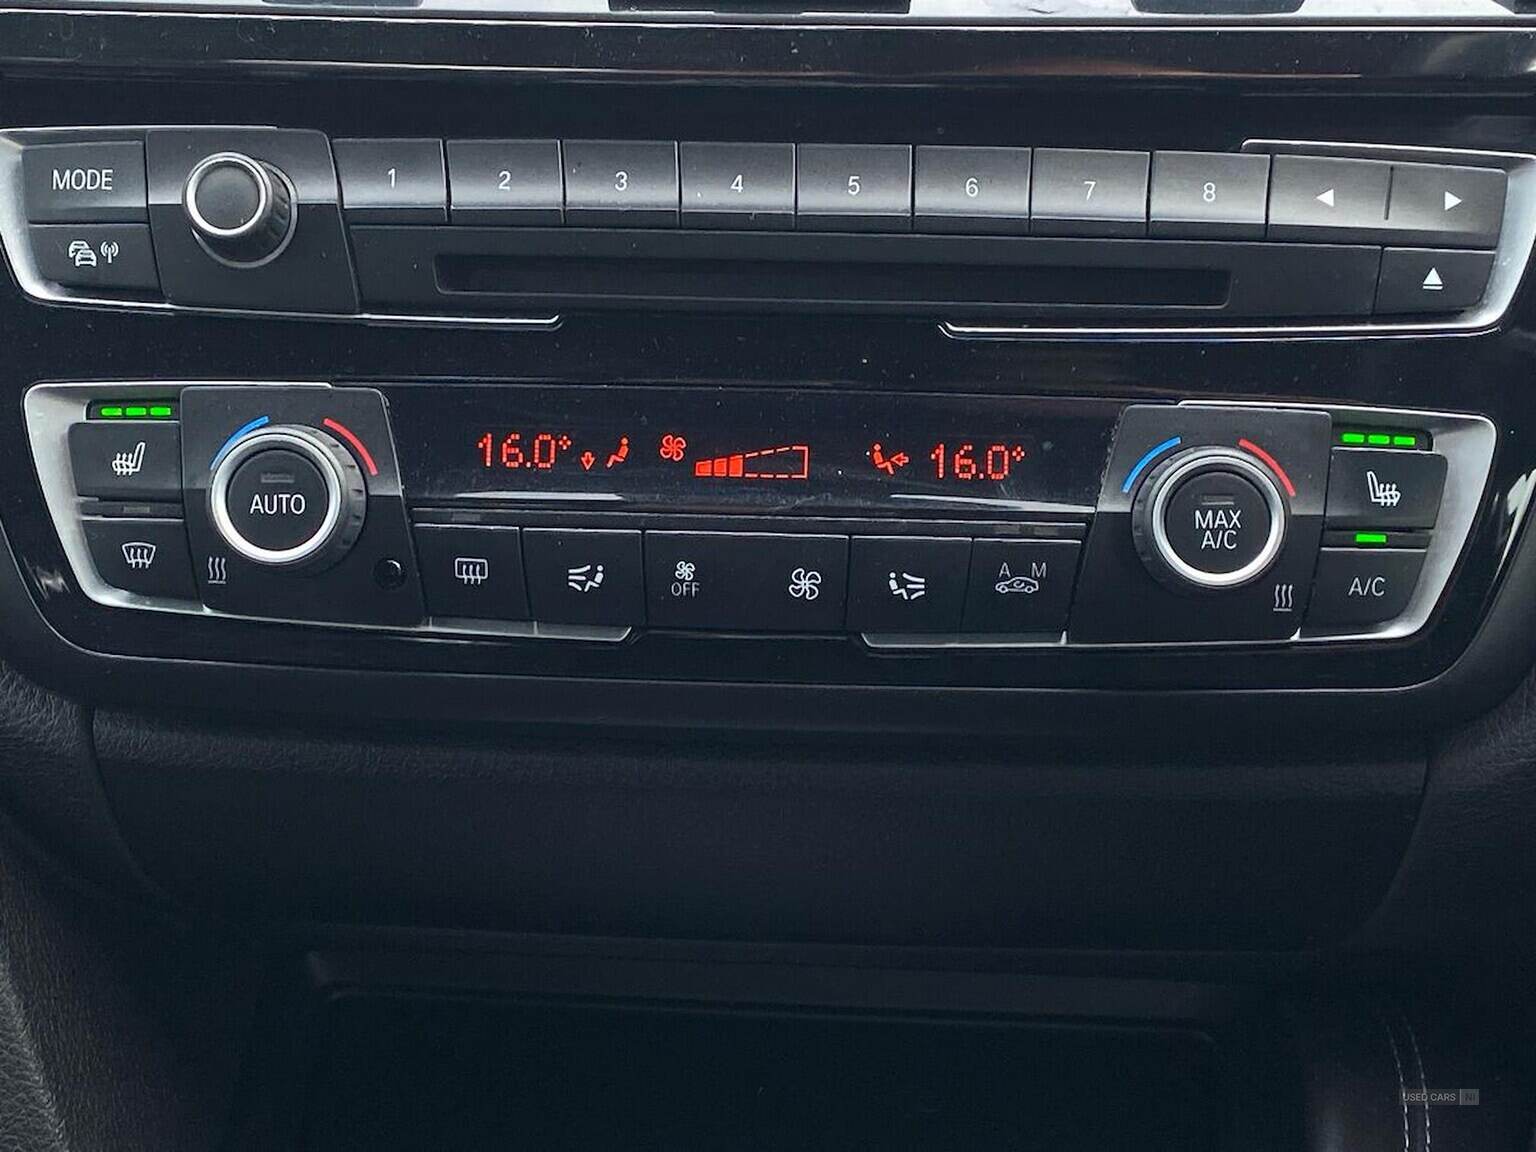 MODE 1 2 3 4 5 6 7 8
16.0° 16.0°
AUTO
MAX
A/C
OFF
A M
A/C
USED CARS NI